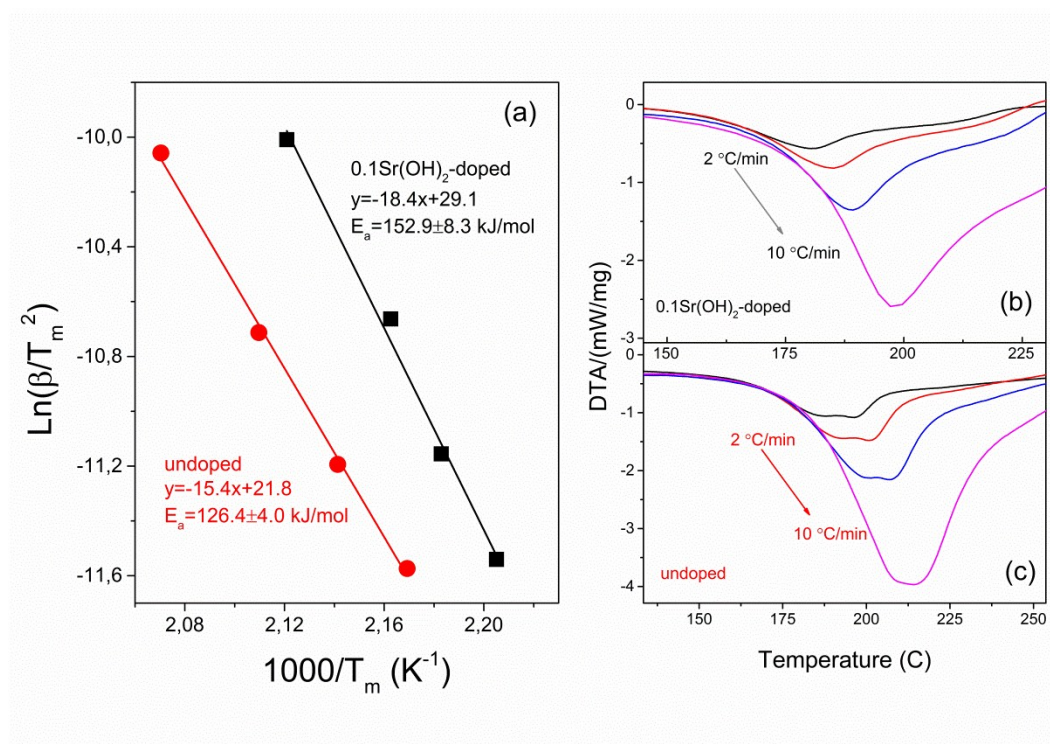 (a)
Ln(β/Tm²)
-10,0
-10,4
-10,8
-11,2
-11,6
0.1Sr(OH)₂-doped
y=-18.4x+29.1
Eₐ=152.9±8.3 kJ/mol
undoped
y=-15.4x+21.8
Eₐ=126.4±4.0 kJ/mol
2,08
2,12
2,16
2,20
1000/Tm (K⁻¹)
DTA/(mW/mg)
0
-1
-2
-3
2 °C/min
10 °C/min
0.1Sr(OH)₂-doped
(b)
150
175
200
225
0
-1
-2
-3
-4
2 °C/min
10 °C/min
undoped
(c)
150
175
200
225
250
Temperature (C)